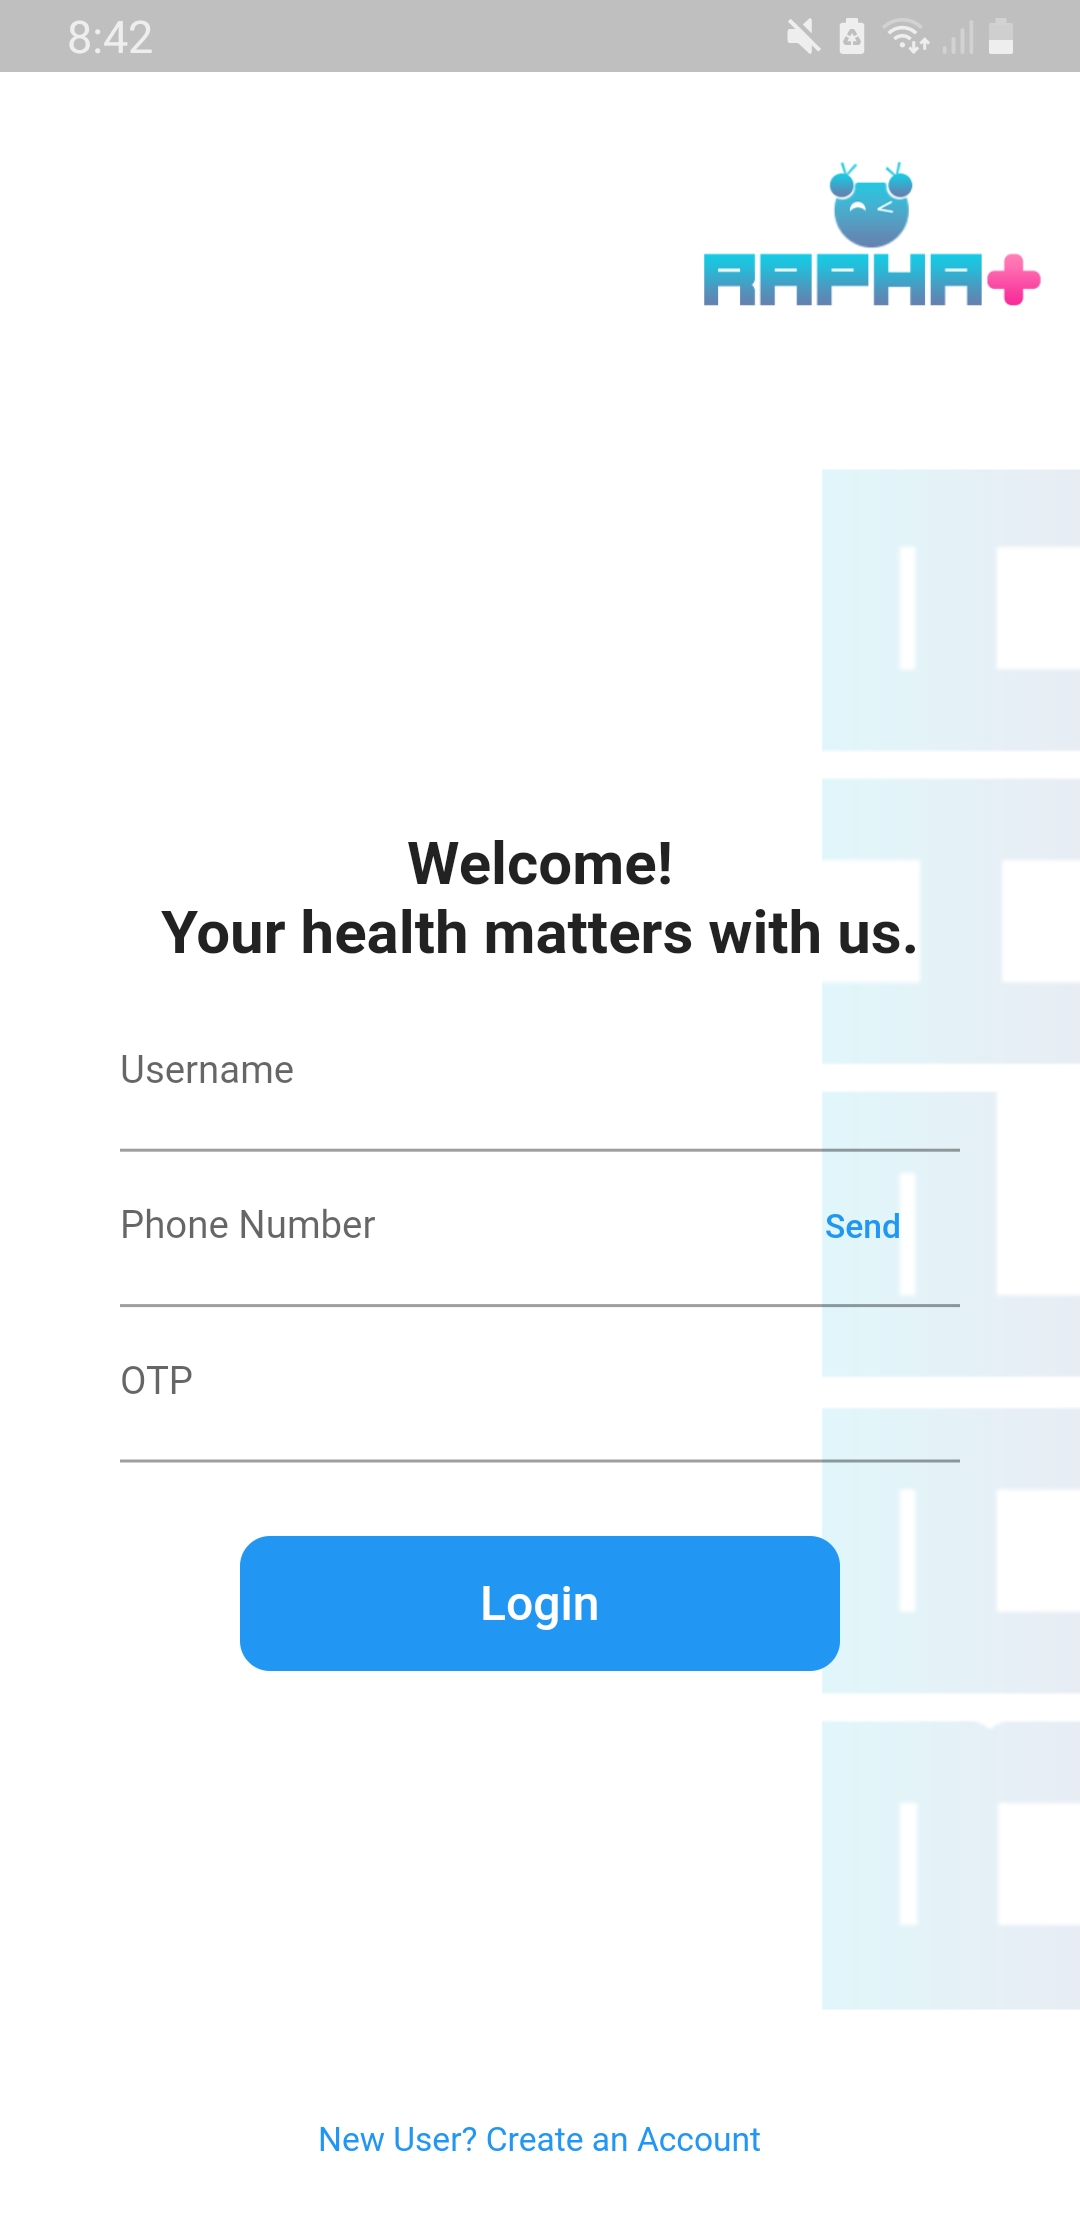 8:42
RAPHA+
Welcome!
Your health matters with us.
Username
Phone Number
Send
OTP
Login
New User? Create an Account
RAPHA